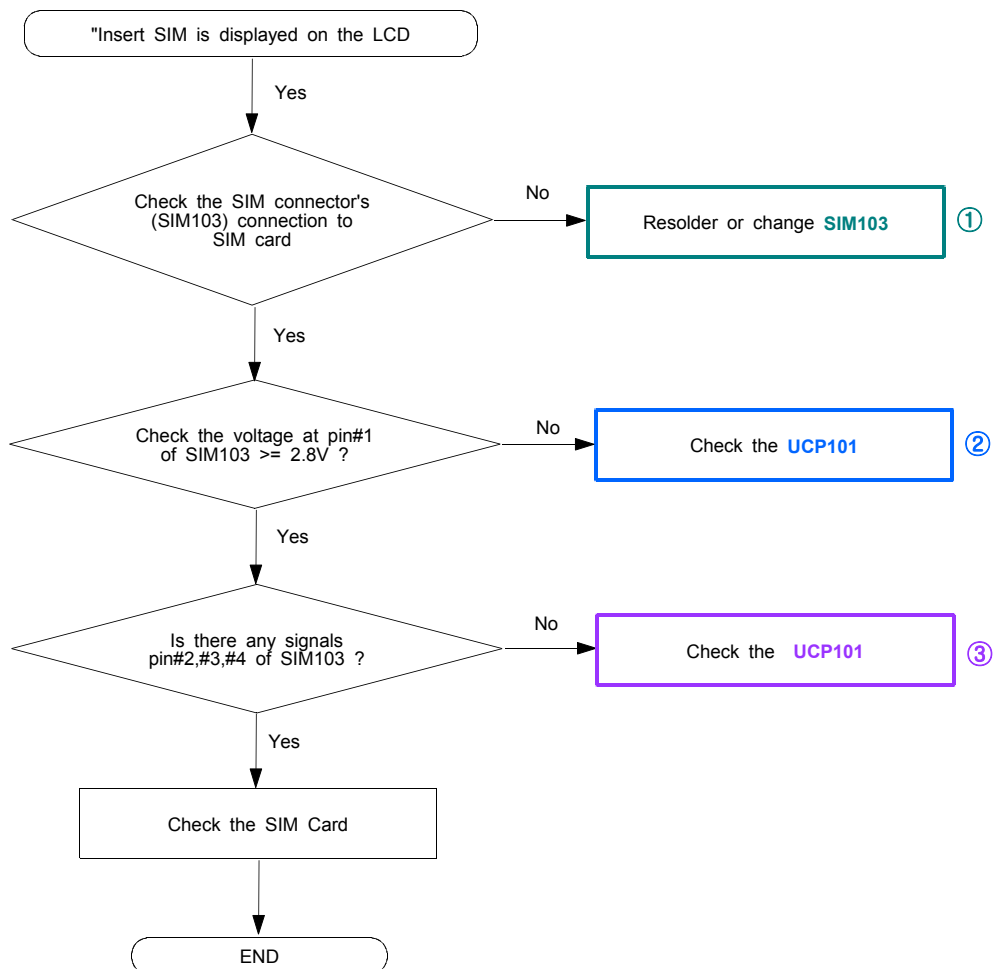 "Insert SIM is displayed on the LCD
Yes
Check the SIM connector's
(SIM103) connection to
SIM card
No
Resolder or change SIM103
①
Yes
Check the voltage at pin#1
of SIM103 >= 2.8V ?
No
Check the UCP101
②
Yes
Is there any signals
pin#2,#3,#4 of SIM103 ?
No
Check the UCP101
③
Yes
Check the SIM Card
END